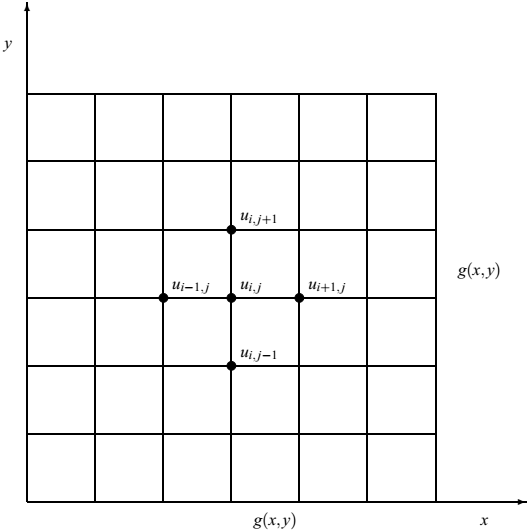 y
u_{i,j+1}
g(x,y)
u_{i−1,j} u_{i,j} u_{i+1,j}
u_{i,j−1}
g(x,y) x